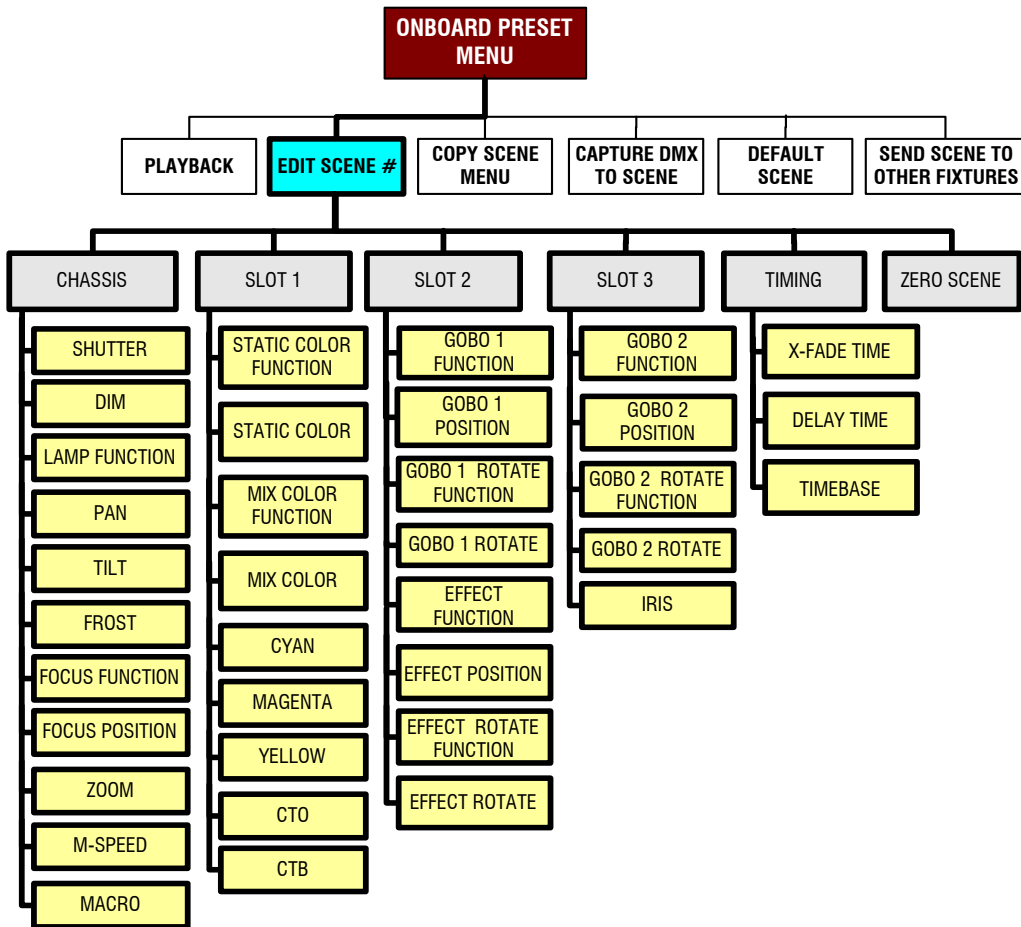 ONBOARD PRESET
MENU
PLAYBACK
EDIT SCENE #
COPY SCENE
MENU
CAPTURE DMX
TO SCENE
DEFAULT
SCENE
SEND SCENE TO
OTHER FIXTURES
CHASSIS
SLOT 1
SLOT 2
SLOT 3
TIMING
ZERO SCENE
SHUTTER
DIM
LAMP FUNCTION
PAN
TILT
FROST
FOCUS FUNCTION
FOCUS POSITION
ZOOM
M-SPEED
MACRO
STATIC COLOR
FUNCTION
STATIC COLOR
MIX COLOR
FUNCTION
MIX COLOR
CYAN
MAGENTA
YELLOW
CTO
CTB
GOBO 1
FUNCTION
GOBO 1
POSITION
GOBO 1 ROTATE
FUNCTION
GOBO 1 ROTATE
EFFECT
FUNCTION
EFFECT POSITION
EFFECT ROTATE
FUNCTION
EFFECT ROTATE
GOBO 2
FUNCTION
GOBO 2
POSITION
GOBO 2 ROTATE
FUNCTION
GOBO 2 ROTATE
IRIS
X-FADE TIME
DELAY TIME
TIMEBASE